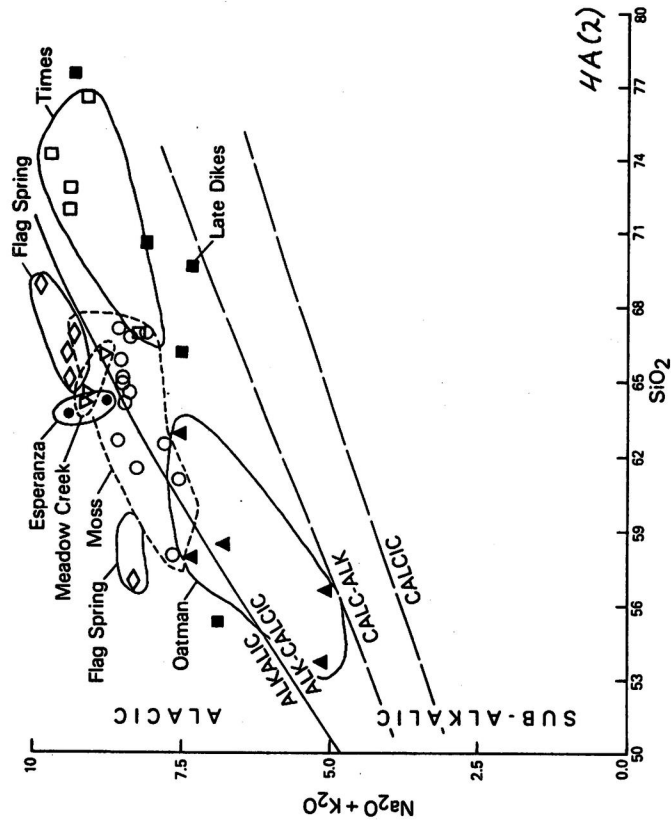 4A(2)
Flag Spring
Times
Esperanza
Meadow Creek
Moss
Flag Spring
Oatman
Late Dikes
ALACIC
ALKALIC
ALK-CALCIC
CALC-ALK
CALCIC
SUB-ALKALIC
Na₂O + K₂O
10
7.5
5.0
2.5
0.0
50
53
56
59
62
65
68
71
74
77
80
SiO₂